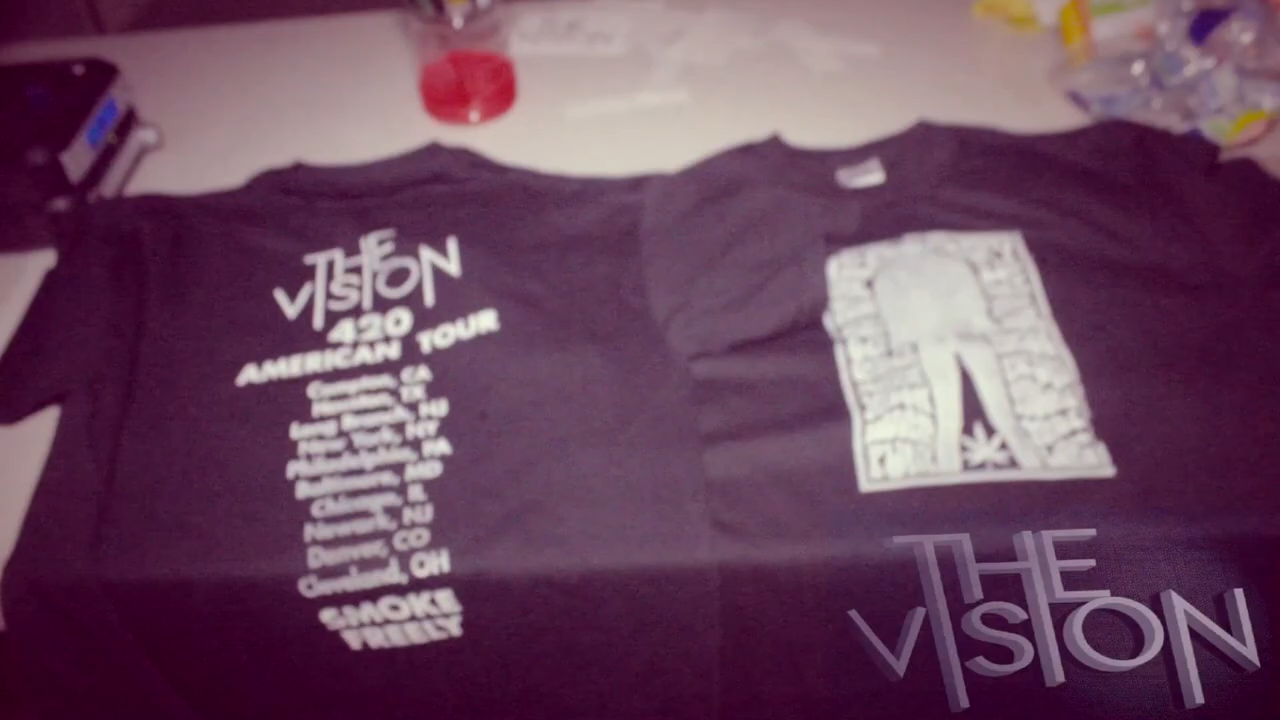 THE
VISION
420
AMERICAN TOUR
Compton, CA
Houston, TX
Long Beach, NJ
New York, NY
Philadelphia, PA
Baltimore, MD
Chicago, IL
Newark, NJ
Denver, CO
Cleveland, OH
SMOKE
FREELY
THE
VISION